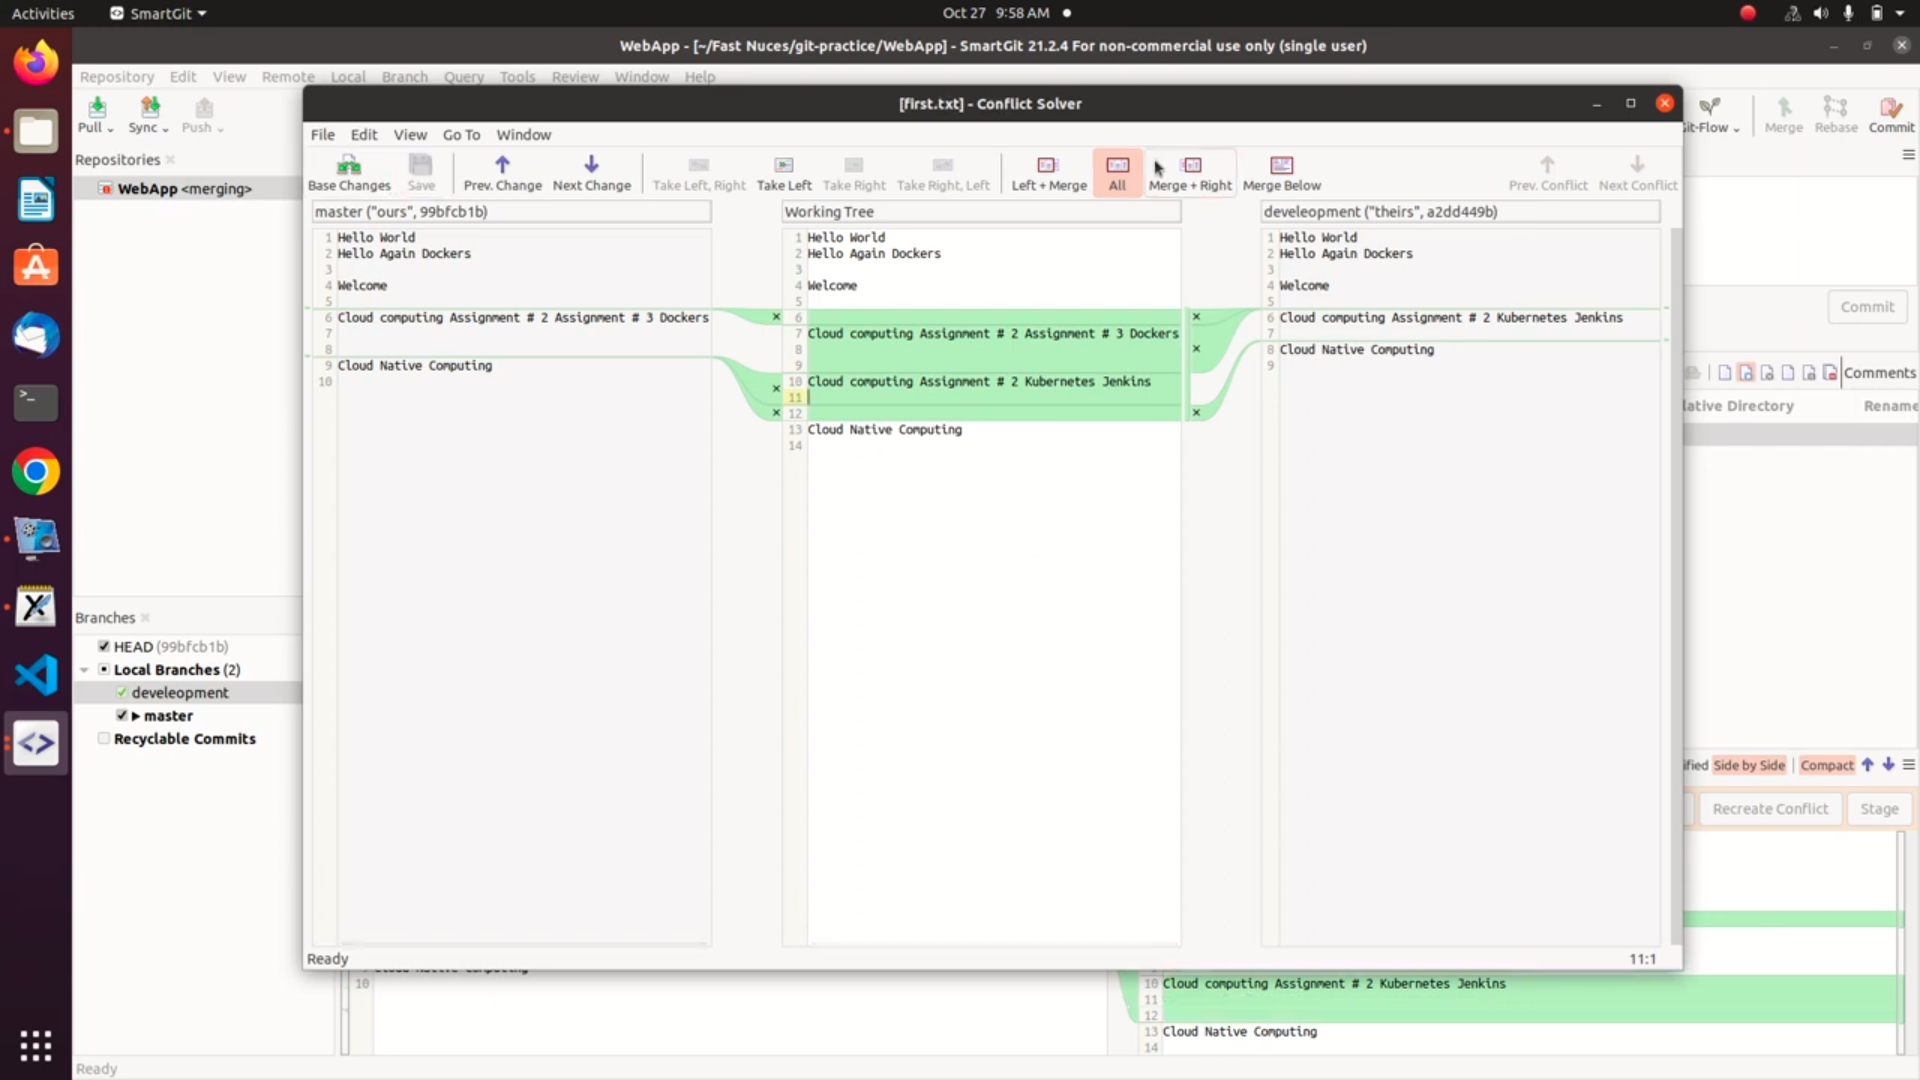 Activities
SmartGit
Oct 27 9:58 AM
WebApp - [~/Fast Nuces/git-practice/WebApp] - SmartGit 21.2.4 For non-commercial use only (single user)
Repository Edit View Remote Local Branch Query Tools Review Window Help
Pull Sync Push
Git-Flow Merge Rebase Commit
Repositories
WebApp <merging>
[first.txt] - Conflict Solver
File Edit View Go To Window
Base Changes Save Prev. Change Next Change Take Left, Right Take Left Take Right Take Right, Left Left + Merge All Merge + Right Merge Below Prev. Conflict Next Conflict
master ("ours", 99bfcb1b)
1 Hello World
2 Hello Again Dockers
3
4 Welcome
5
6 Cloud computing Assignment # 2 Assignment # 3 Dockers
7
8
9 Cloud Native Computing
10
Working Tree
1 Hello World
2 Hello Again Dockers
3
4 Welcome
5
6
7 Cloud computing Assignment # 2 Assignment # 3 Dockers
8
9
10 Cloud computing Assignment # 2 Kubernetes Jenkins
11
12
13 Cloud Native Computing
14
develeopment ("theirs", a2dd449b)
1 Hello World
2 Hello Again Dockers
3
4 Welcome
5
6 Cloud computing Assignment # 2 Kubernetes Jenkins
7
8 Cloud Native Computing
9
Ready
11:1
Commit
Comments
lative Directory Rename
Branches
HEAD (99bfcb1b)
Local Branches (2)
develeopment
master
Recyclable Commits
ified Side by Side Compact
Recreate Conflict Stage
Cloud Native Computing
10
10 Cloud computing Assignment # 2 Kubernetes Jenkins
11
12
13 Cloud Native Computing
14
Ready